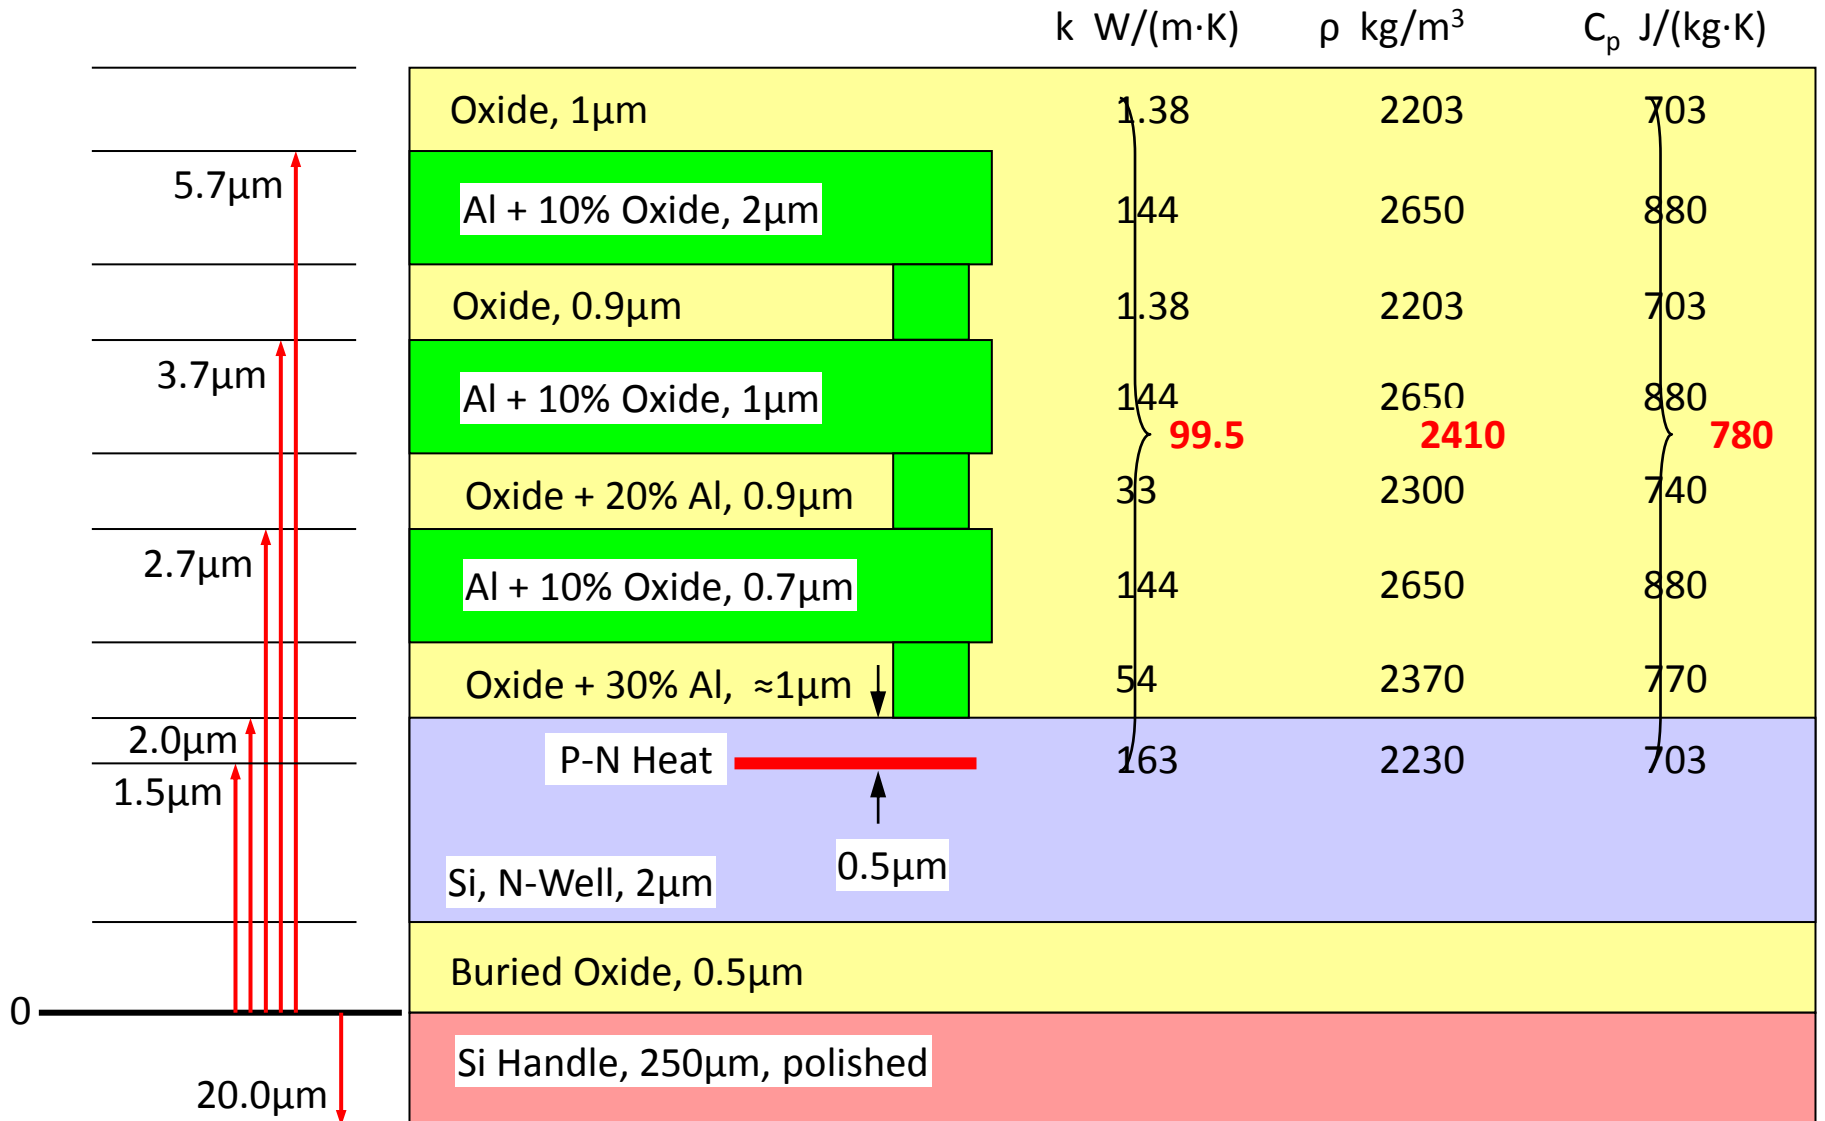 k W/(m·K) ρ kg/m³ Cₚ J/(kg·K)
Oxide, 1µm 1.38 2203 703
5.7µm
Al + 10% Oxide, 2µm 144 2650 880
Oxide, 0.9µm 1.38 2203 703
3.7µm
Al + 10% Oxide, 1µm 144 2650 880
99.5 2410 780
Oxide + 20% Al, 0.9µm 33 2300 740
2.7µm
Al + 10% Oxide, 0.7µm 144 2650 880
Oxide + 30% Al, ≈1µm 54 2370 770
2.0µm
P-N Heat 163 2230 703
1.5µm
0.5µm
Si, N-Well, 2µm
Buried Oxide, 0.5µm
0
Si Handle, 250µm, polished
20.0µm